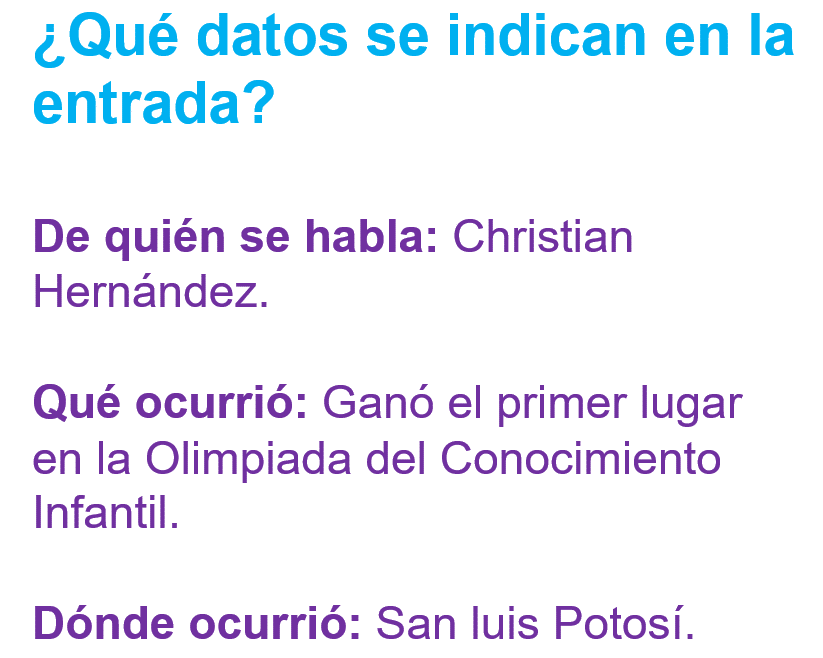 ¿Qué datos se indican en la
entrada?
De quién se habla: Christian
Hernández.
Qué ocurrió: Ganó el primer lugar
en la Olimpiada del Conocimiento
Infantil.
Dónde ocurrió: San luis Potosí.